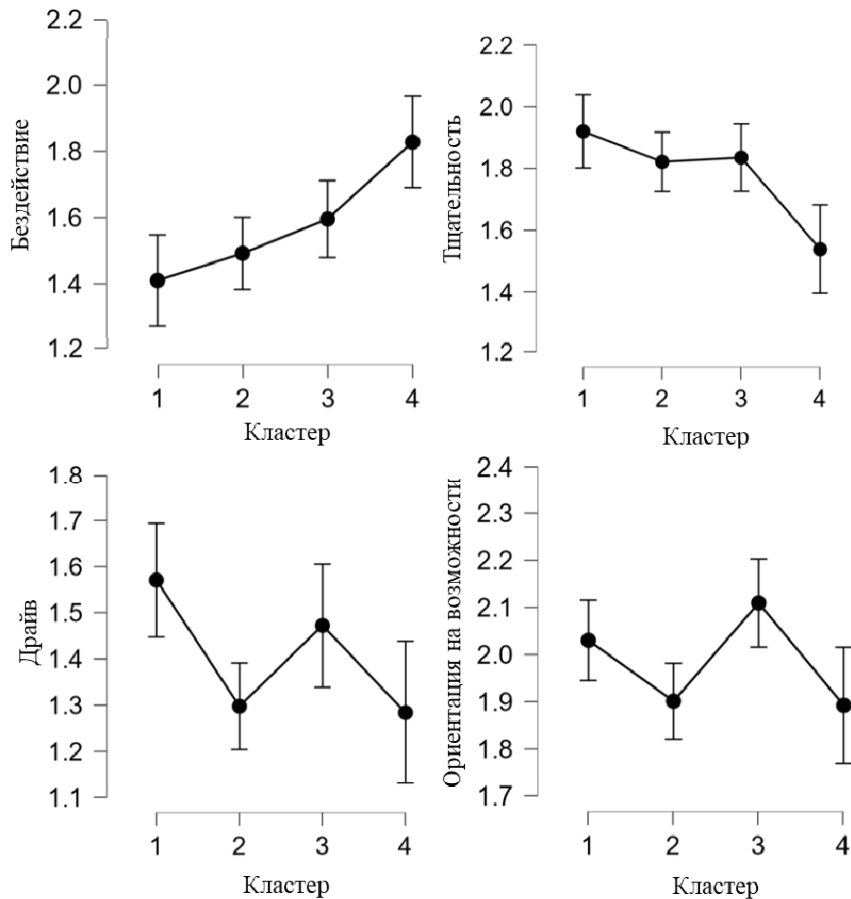 Бездействие
2.2
2.0
1.8
1.6
1.4
1.2
1 2 3 4
Кластер
Тщательность
2.2
2.0
1.8
1.6
1.4
1.2
1 2 3 4
Кластер
Драйв
1.8
1.7
1.6
1.5
1.4
1.3
1.2
1.1
1 2 3 4
Кластер
Ориентация на возможности
2.4
2.3
2.2
2.1
2.0
1.9
1.8
1.7
1 2 3 4
Кластер